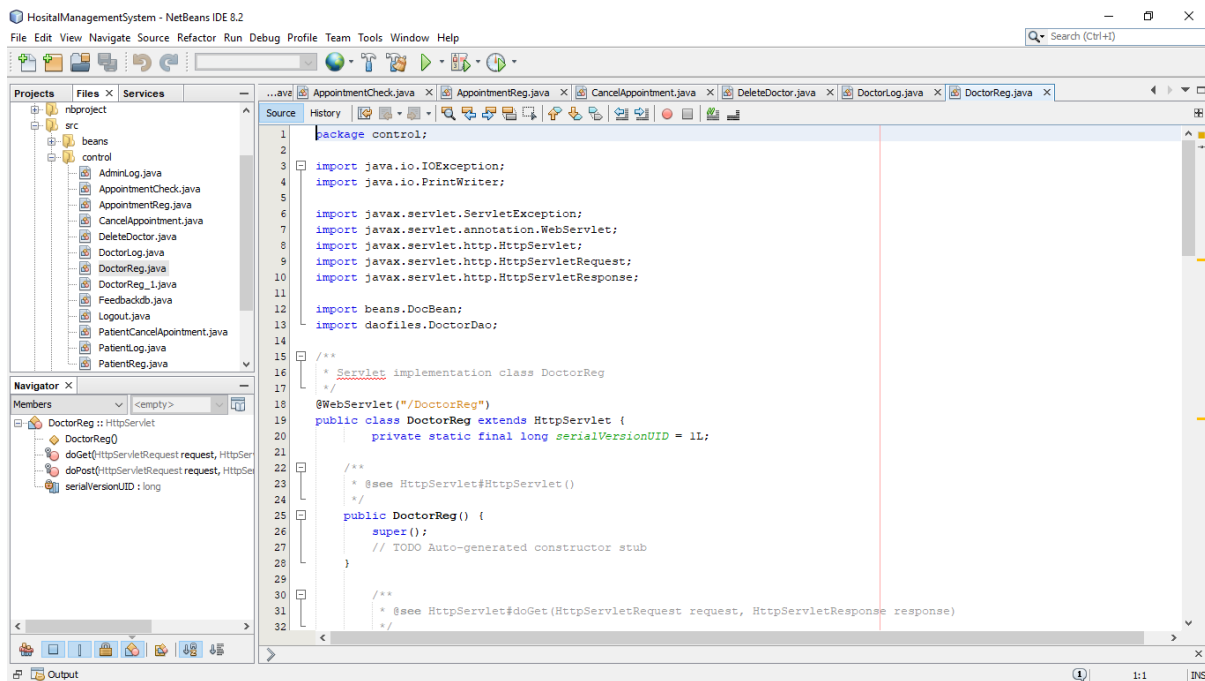 HositalManagementSystem - NetBeans IDE 8.2
File Edit View Navigate Source Refactor Run Debug Profile Team Tools Window Help
Search (Ctrl+I)
Projects Files × Services
...ava AppointmentCheck.java × AppointmentReg.java × CancelAppointment.java × DeleteDoctor.java × DoctorLog.java × DoctorReg.java ×
Source History
nbproject
src
beans
control
AdminLog.java
AppointmentCheck.java
AppointmentReg.java
CancelAppointment.java
DeleteDoctor.java
DoctorLog.java
DoctorReg.java
DoctorReg_1.java
Feedbackdb.java
Logout.java
PatientCancelApointment.java
PatientLog.java
PatientReg.java
Navigator ×
Members <empty>
DoctorReg :: HttpServlet
DoctorReg()
doGet(HttpServletRequest request, HttpSer
doPost(HttpServletRequest request, HttpSe
serialVersionUID : long
1 package control;
2
3 import java.io.IOException;
4 import java.io.PrintWriter;
5
6 import javax.servlet.ServletException;
7 import javax.servlet.annotation.WebServlet;
8 import javax.servlet.http.HttpServlet;
9 import javax.servlet.http.HttpServletRequest;
10 import javax.servlet.http.HttpServletResponse;
11
12 import beans.DocBean;
13 import daofiles.DoctorDao;
14
15 /**
16 * Servlet implementation class DoctorReg
17 */
18 @WebServlet("/DoctorReg")
19 public class DoctorReg extends HttpServlet {
20 private static final long serialVersionUID = 1L;
21
22 /**
23 * @see HttpServlet#HttpServlet()
24 */
25 public DoctorReg() {
26 super();
27 // TODO Auto-generated constructor stub
28 }
29
30 /**
31 * @see HttpServlet#doGet(HttpServletRequest request, HttpServletResponse response)
32 */
Output
1 1:1 INS